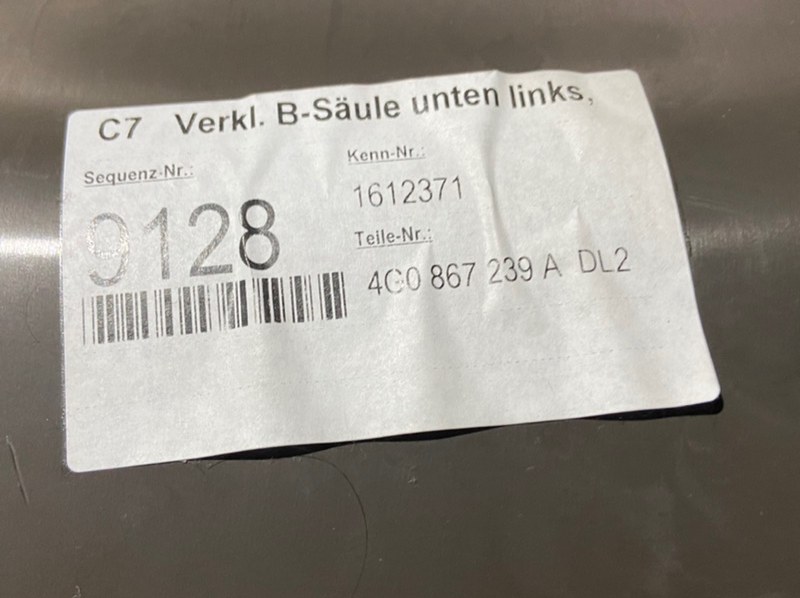 C7 Verkl. B-Säule unten links,
Sequenz-Nr.:
9128
Kenn-Nr.:
1612371
Teile-Nr.:
4G0 867 239 A DL2